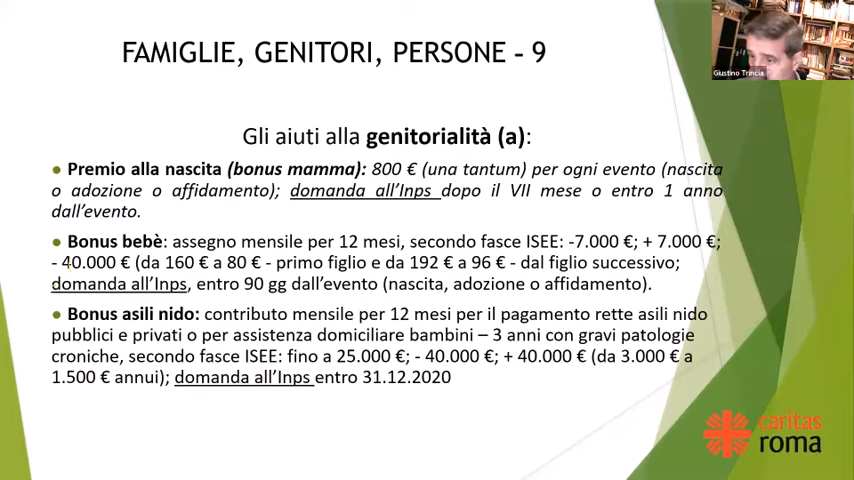 FAMIGLIE, GENITORI, PERSONE - 9
Giustino Trincia
Gli aiuti alla genitorialità (a):
● Premio alla nascita (bonus mamma): 800 € (una tantum) per ogni evento (nascita
o adozione o affidamento); domanda all'Inps dopo il VII mese o entro 1 anno
dall'evento.
● Bonus bebè: assegno mensile per 12 mesi, secondo fasce ISEE: -7.000 €; + 7.000 €;
- 40.000 € (da 160 € a 80 € - primo figlio e da 192 € a 96 € - dal figlio successivo;
domanda all'Inps, entro 90 gg dall'evento (nascita, adozione o affidamento).
● Bonus asili nido: contributo mensile per 12 mesi per il pagamento rette asili nido
pubblici e privati o per assistenza domiciliare bambini – 3 anni con gravi patologie
croniche, secondo fasce ISEE: fino a 25.000 €; - 40.000 €; + 40.000 € (da 3.000 € a
1.500 € annui); domanda all'Inps entro 31.12.2020
caritas
roma